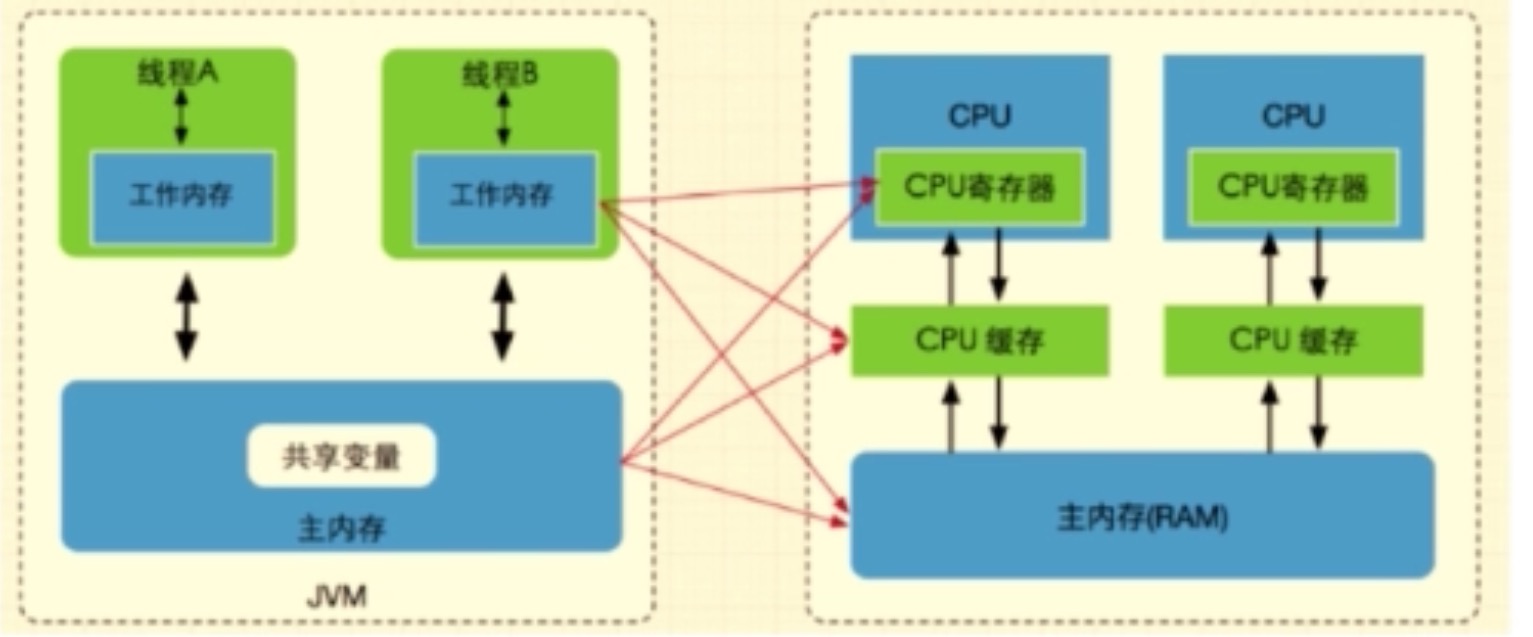 线程A
线程B
工作内存
工作内存
共享变量
主内存
JVM
CPU
CPU
CPU寄存器
CPU寄存器
CPU 缓存
CPU 缓存
主内存(RAM)